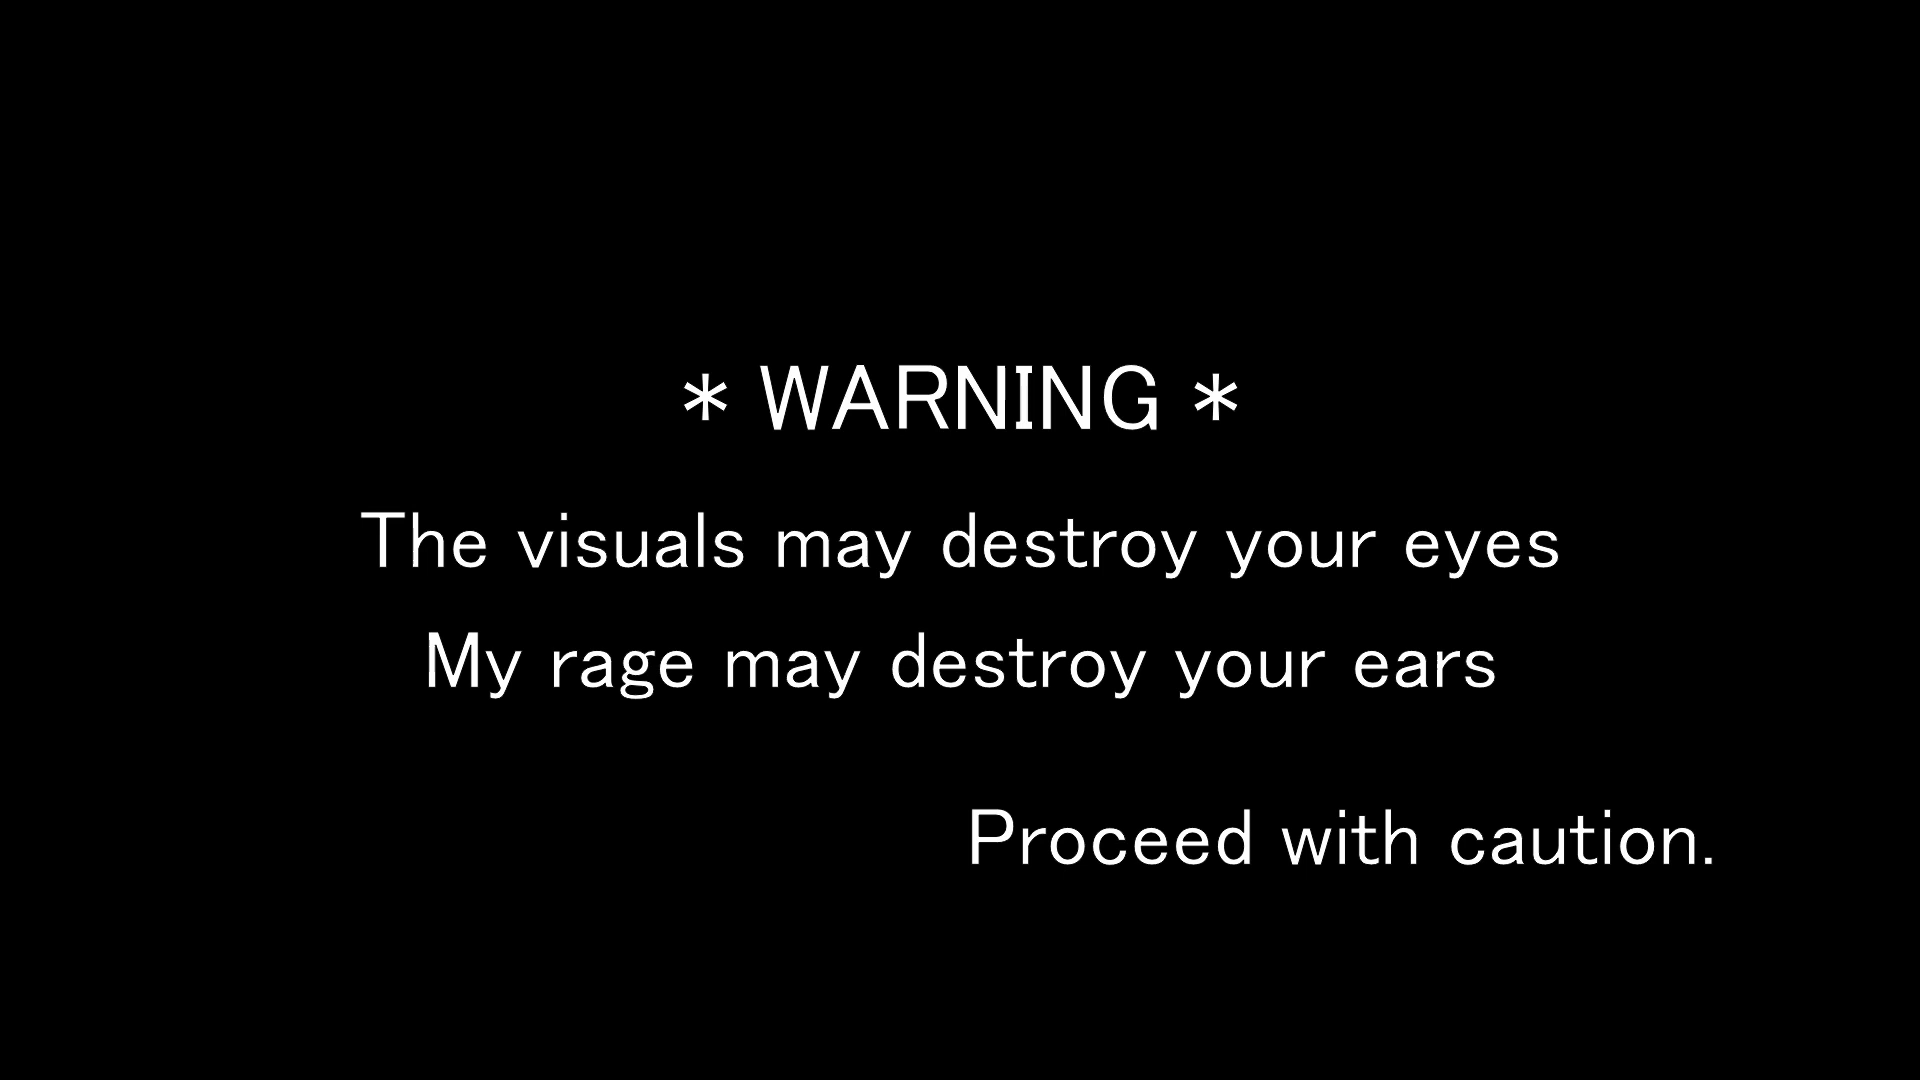 * WARNING *
The visuals may destroy your eyes
My rage may destroy your ears
Proceed with caution.